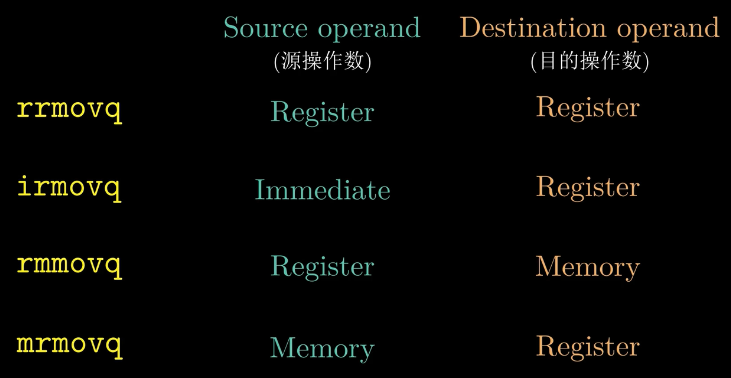 Source operand Destination operand
(源操作数) (目的操作数)
rrmovq Register Register
irmovq Immediate Register
rmmovq Register Memory
mrmovq Memory Register